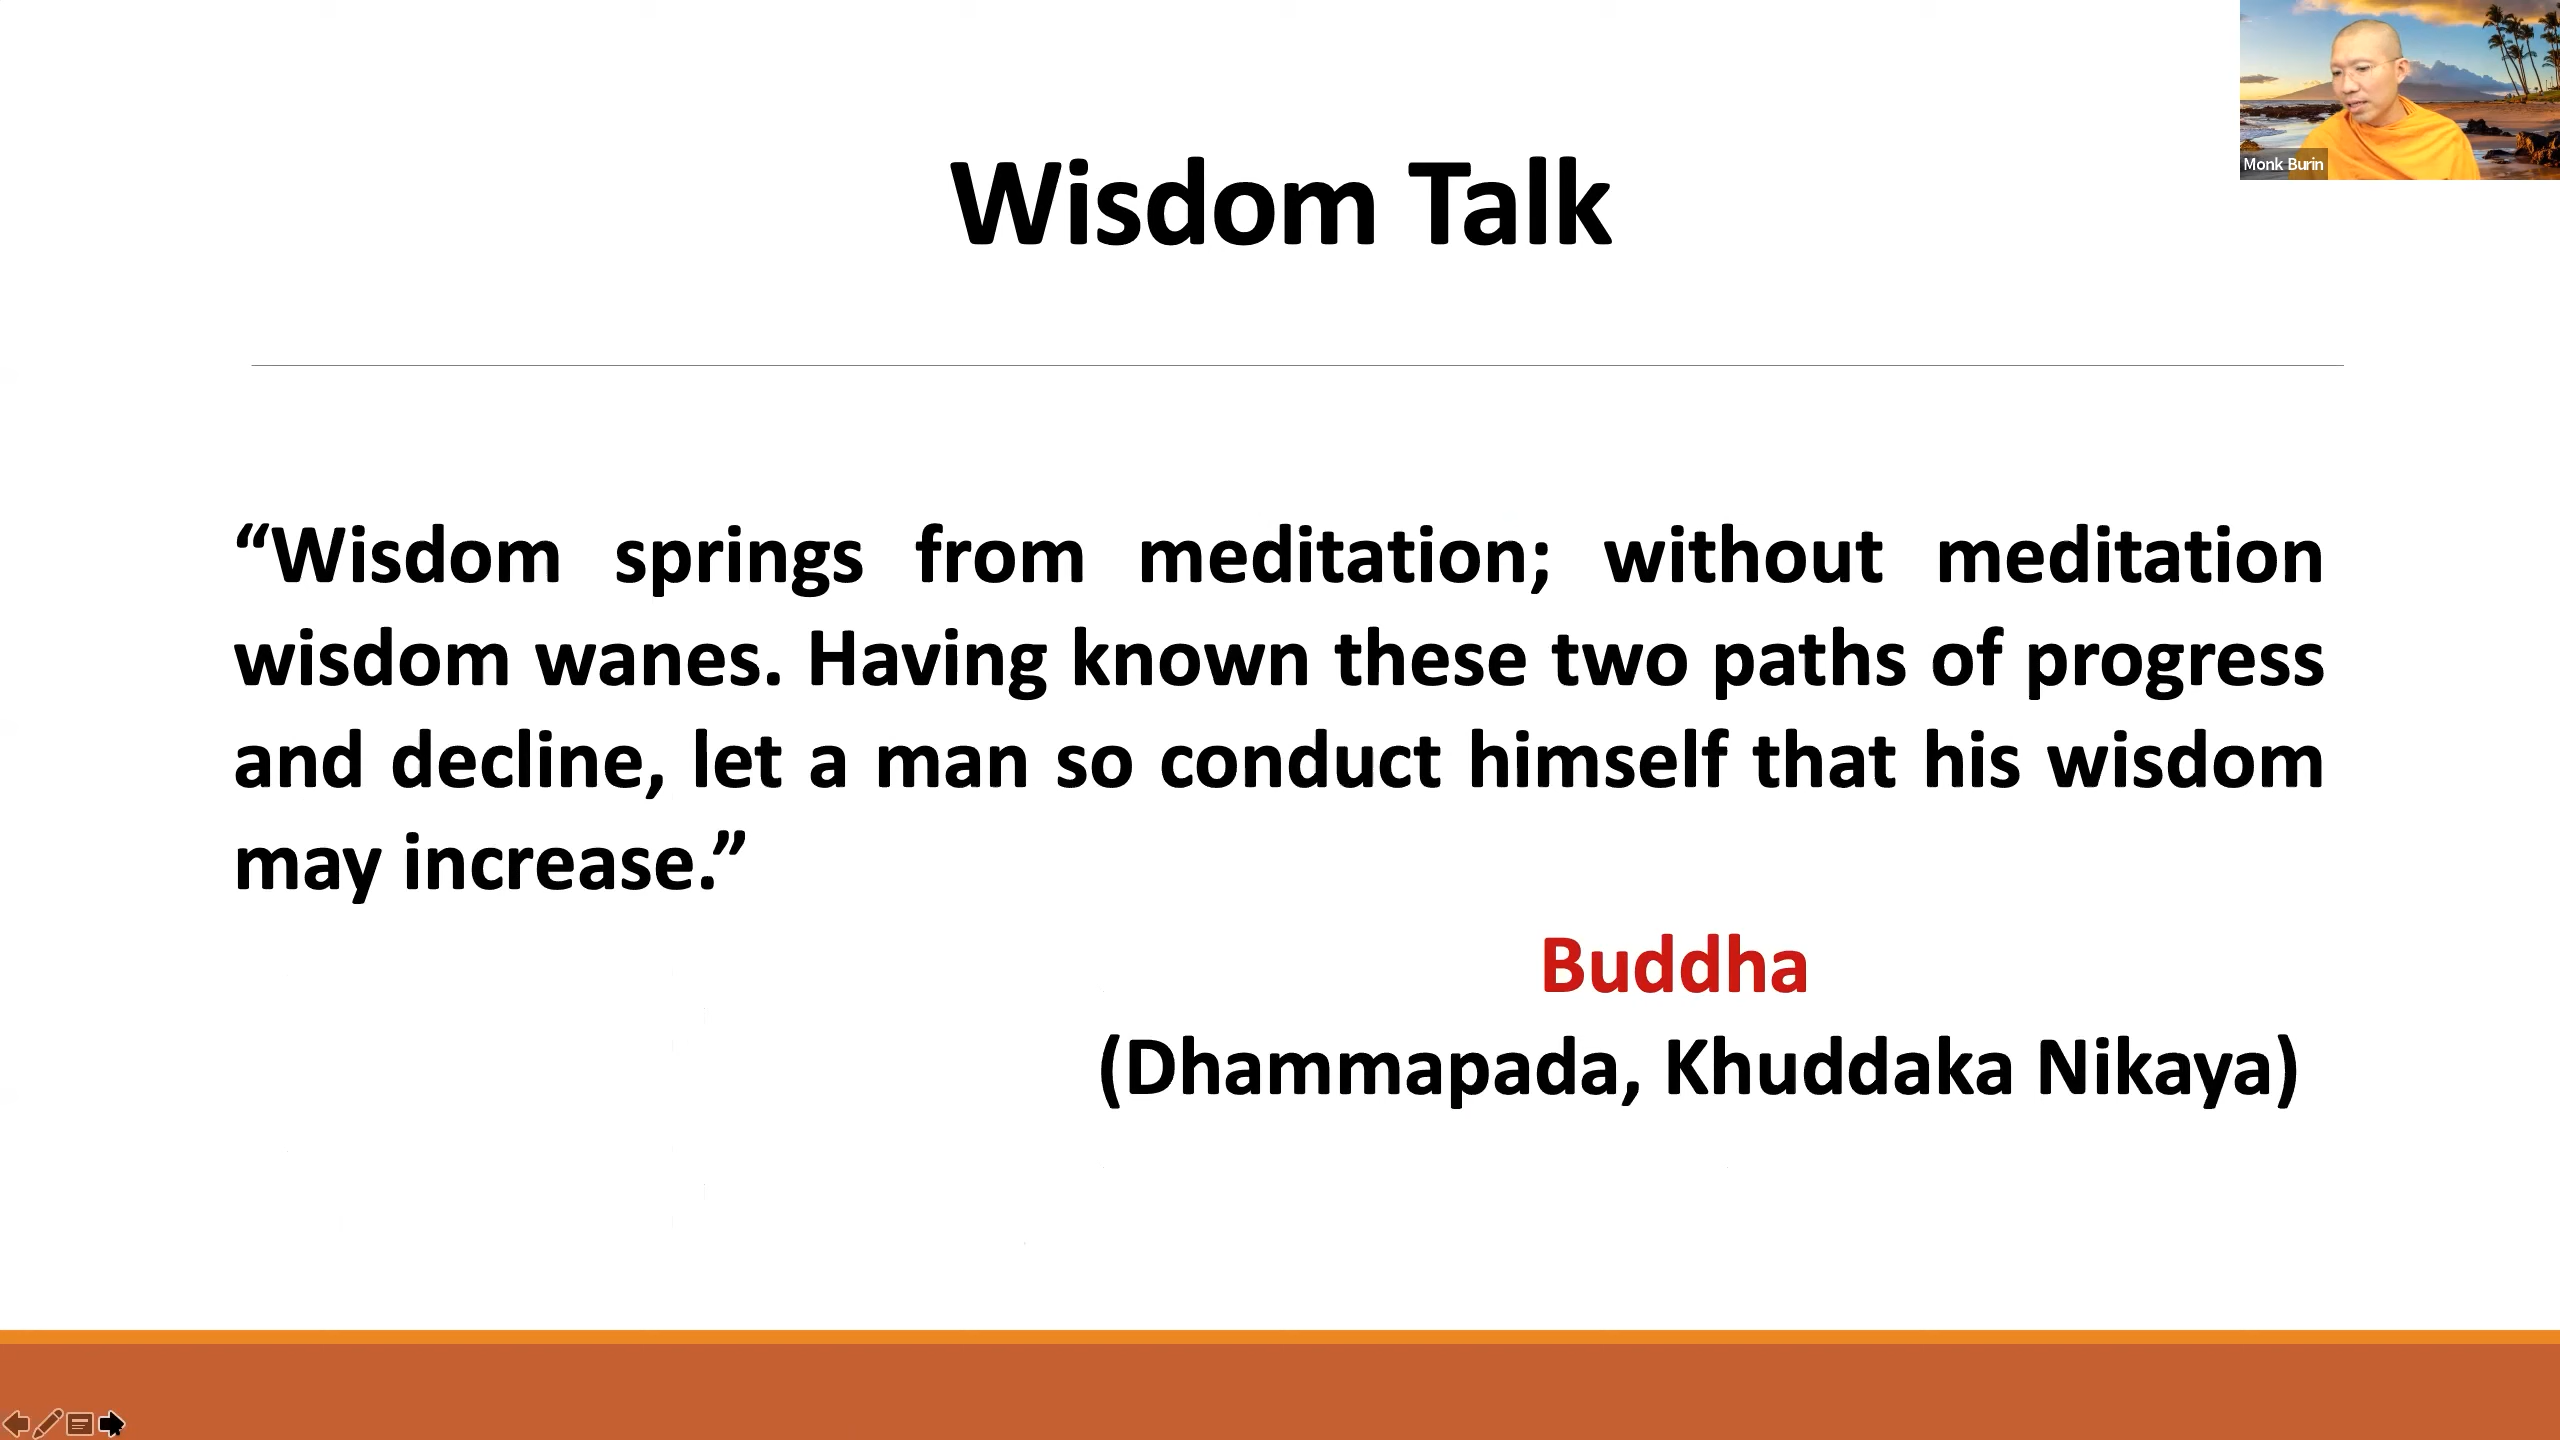 Monk Burin
Wisdom Talk
“Wisdom springs from meditation; without meditation
wisdom wanes. Having known these two paths of progress
and decline, let a man so conduct himself that his wisdom
may increase.”
Buddha
(Dhammapada, Khuddaka Nikaya)